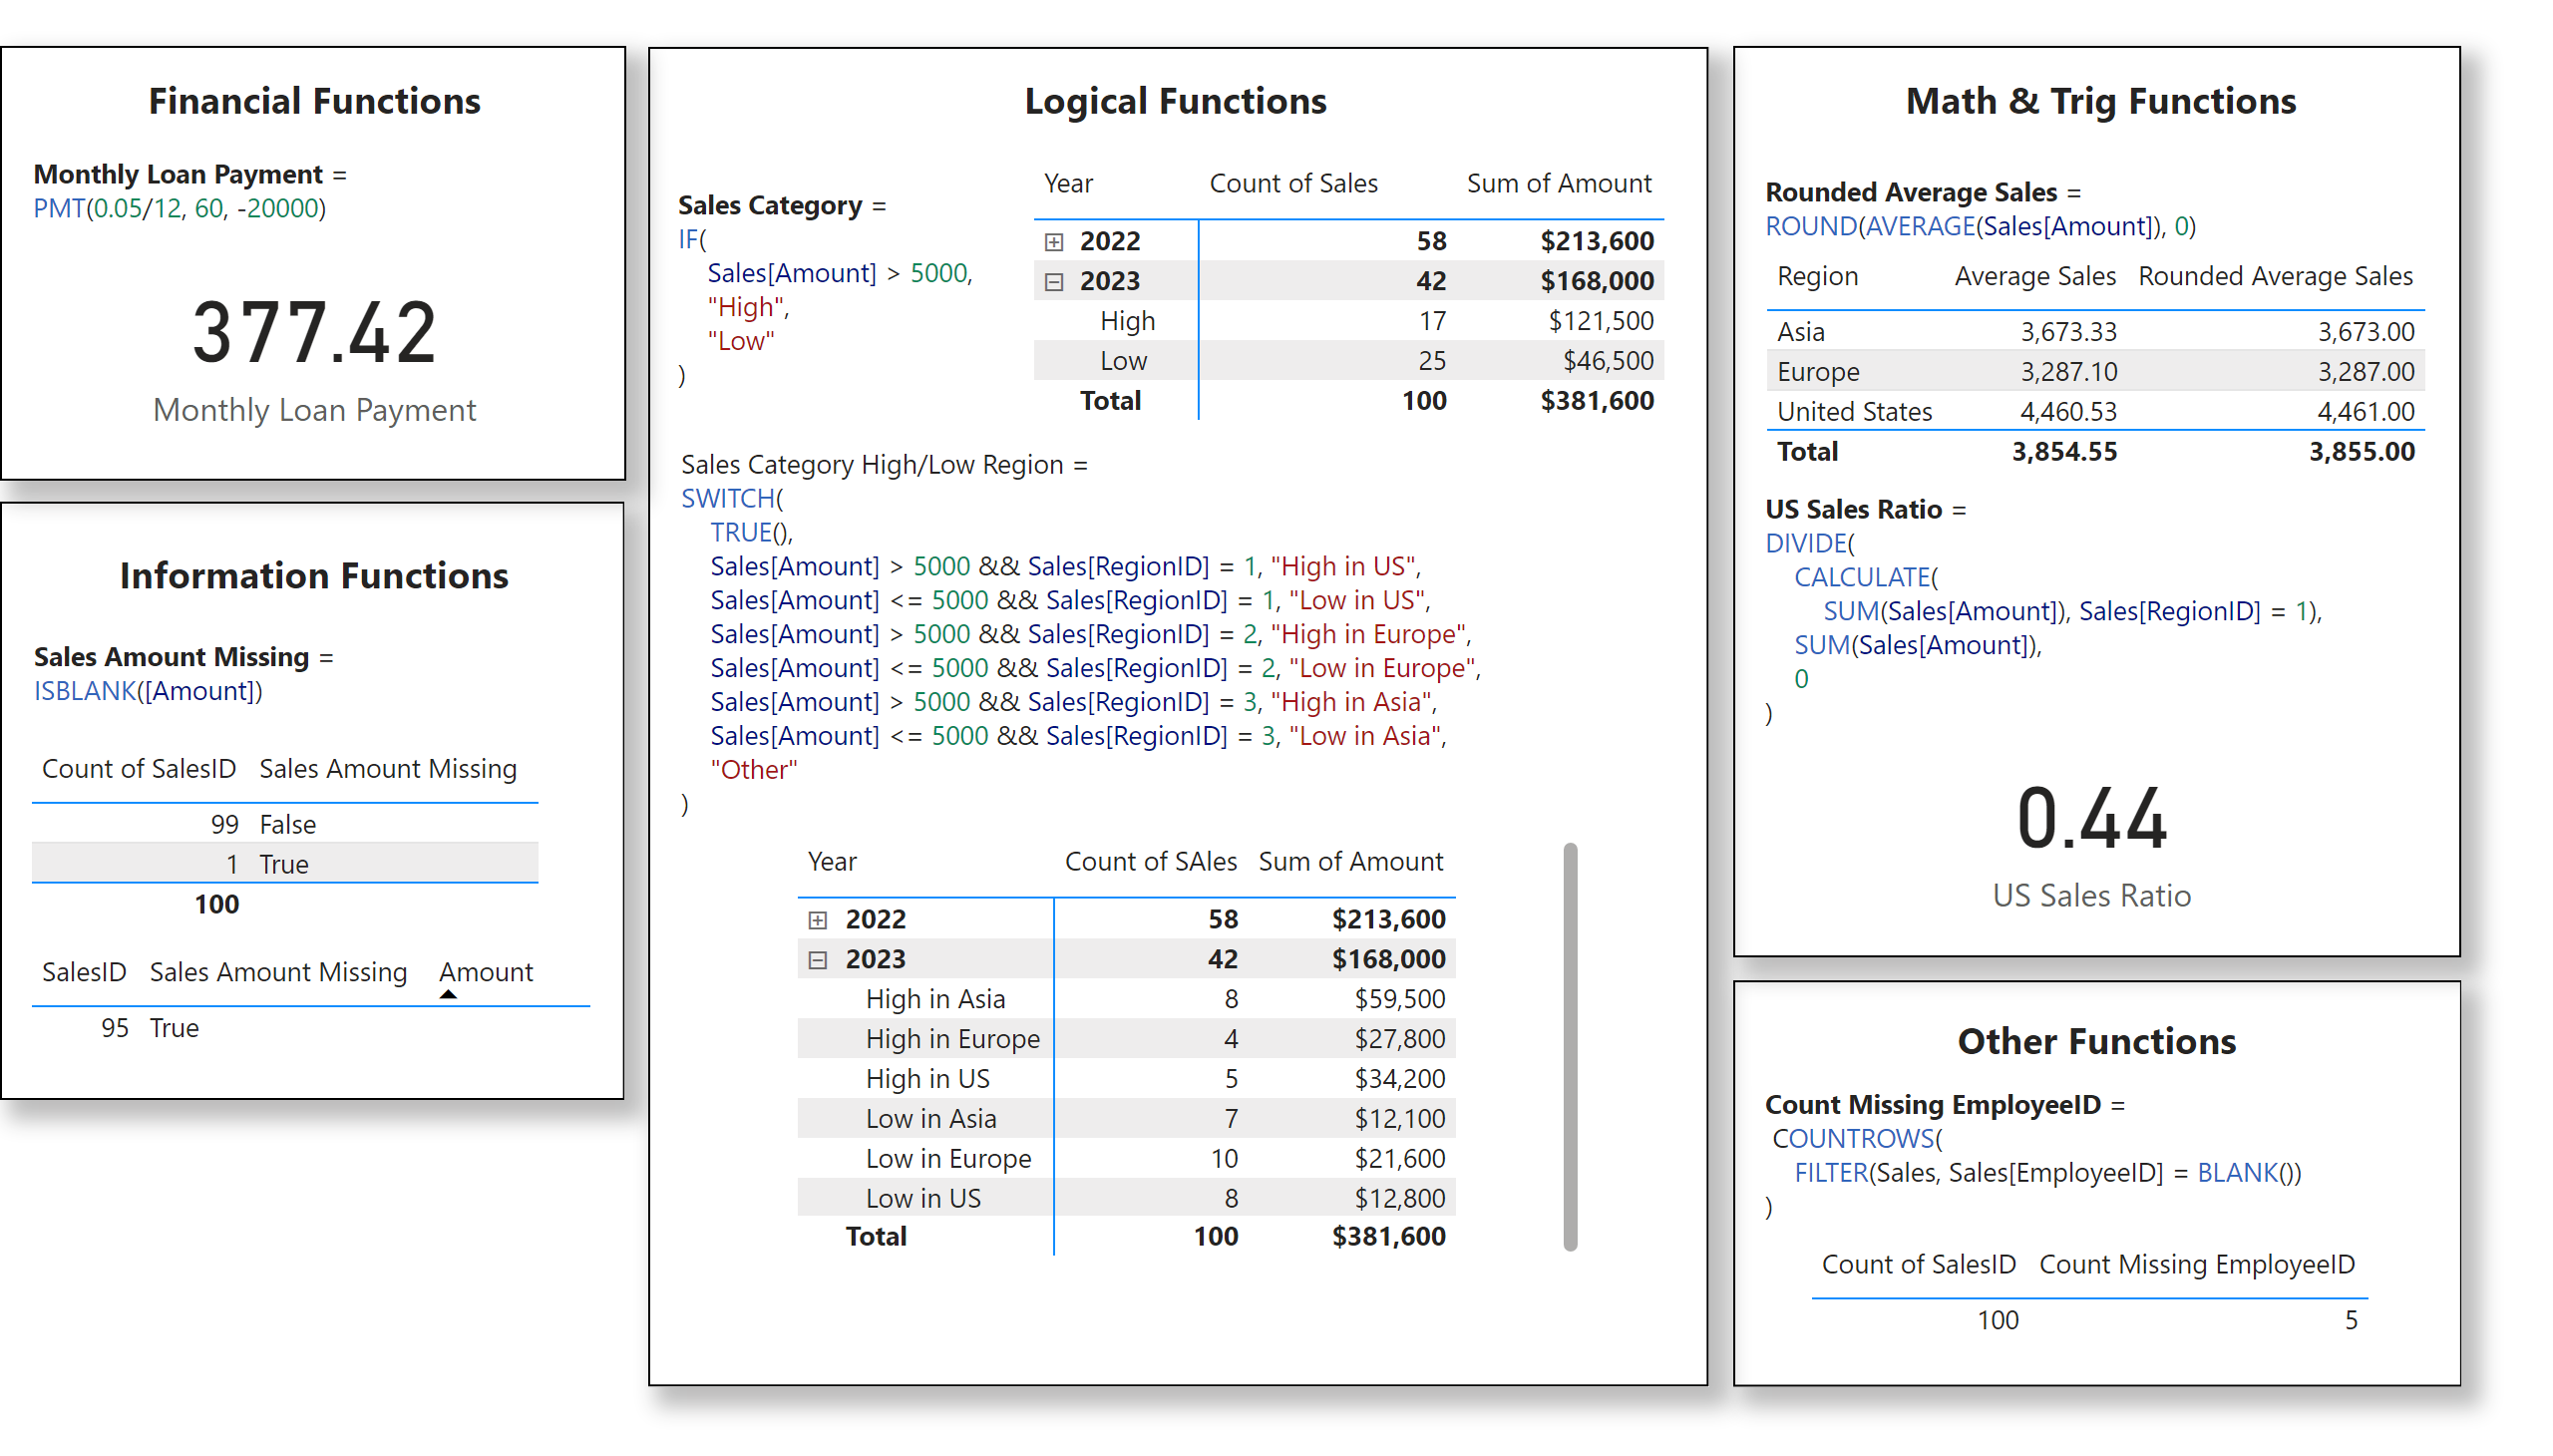 Financial Functions
Monthly Loan Payment =
PMT(0.05/12, 60, -20000)
377.42
Monthly Loan Payment
Information Functions
Sales Amount Missing =
ISBLANK([Amount])
Count of SalesID Sales Amount Missing
99 False
1 True
100
SalesID Sales Amount Missing Amount
95 True
Logical Functions
Sales Category =
IF(
Sales[Amount] > 5000,
"High",
"Low"
)
Year Count of Sales Sum of Amount
2022 58 $213,600
2023 42 $168,000
High 17 $121,500
Low 25 $46,500
Total 100 $381,600
Sales Category High/Low Region =
SWITCH(
TRUE(),
Sales[Amount] > 5000 && Sales[RegionID] = 1, "High in US",
Sales[Amount] <= 5000 && Sales[RegionID] = 1, "Low in US",
Sales[Amount] > 5000 && Sales[RegionID] = 2, "High in Europe",
Sales[Amount] <= 5000 && Sales[RegionID] = 2, "Low in Europe",
Sales[Amount] > 5000 && Sales[RegionID] = 3, "High in Asia",
Sales[Amount] <= 5000 && Sales[RegionID] = 3, "Low in Asia",
"Other"
)
Year Count of SAles Sum of Amount
2022 58 $213,600
2023 42 $168,000
High in Asia 8 $59,500
High in Europe 4 $27,800
High in US 5 $34,200
Low in Asia 7 $12,100
Low in Europe 10 $21,600
Low in US 8 $12,800
Total 100 $381,600
Math & Trig Functions
Rounded Average Sales =
ROUND(AVERAGE(Sales[Amount]), 0)
Region Average Sales Rounded Average Sales
Asia 3,673.33 3,673.00
Europe 3,287.10 3,287.00
United States 4,460.53 4,461.00
Total 3,854.55 3,855.00
US Sales Ratio =
DIVIDE(
CALCULATE(
SUM(Sales[Amount]), Sales[RegionID] = 1),
SUM(Sales[Amount]),
0
)
0.44
US Sales Ratio
Other Functions
Count Missing EmployeeID =
COUNTROWS(
FILTER(Sales, Sales[EmployeeID] = BLANK())
)
Count of SalesID Count Missing EmployeeID
100 5